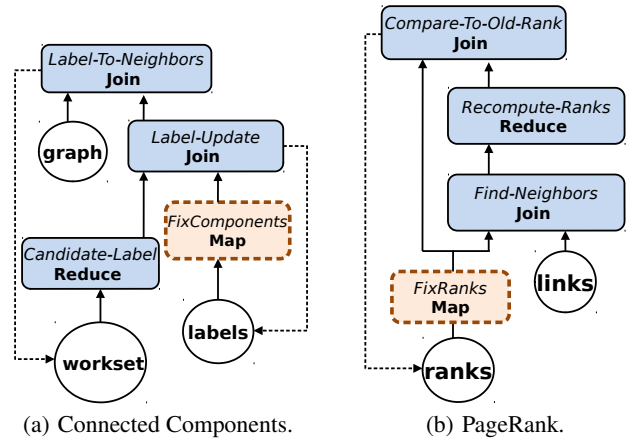 Label-To-Neighbors
Join
graph
Label-Update
Join
FixComponents
Map
Candidate-Label
Reduce
labels
workset
(a) Connected Components.
Compare-To-Old-Rank
Join
Recompute-Ranks
Reduce
Find-Neighbors
Join
links
FixRanks
Map
ranks
(b) PageRank.